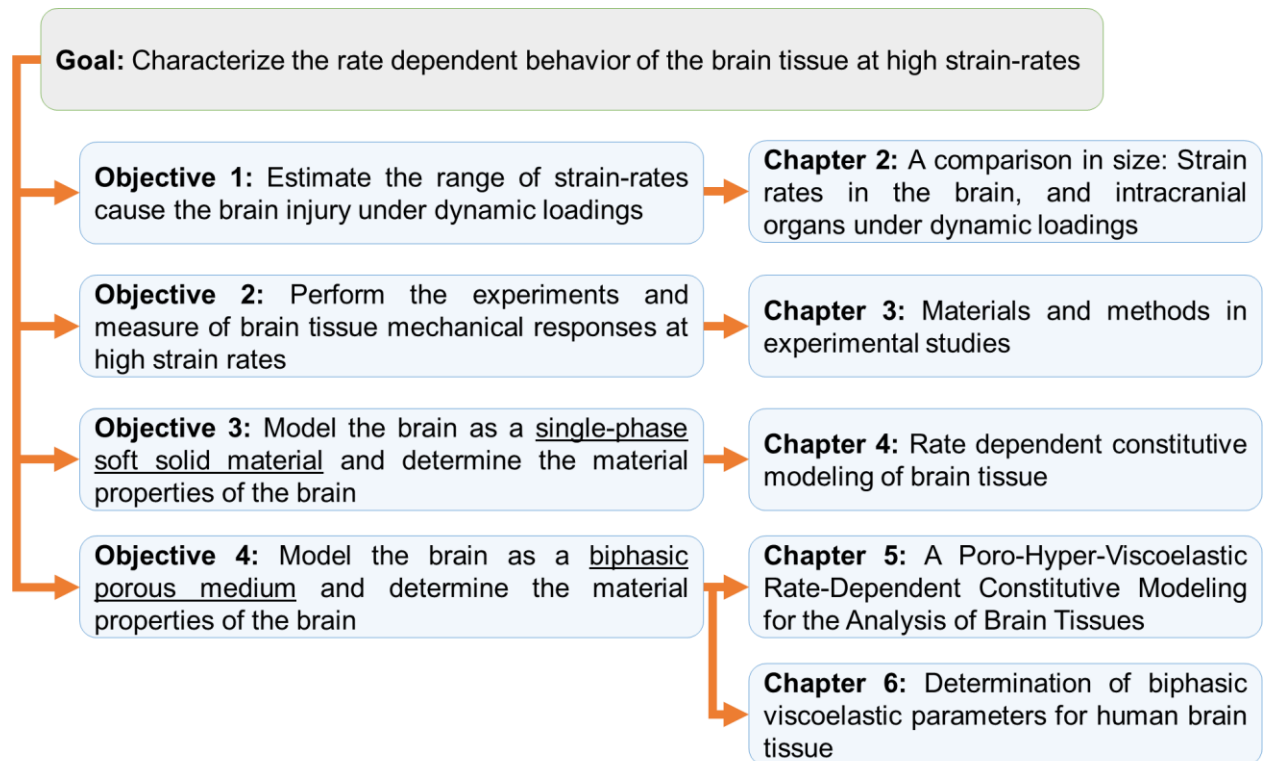 Goal: Characterize the rate dependent behavior of the brain tissue at high strain-rates
Objective 1: Estimate the range of strain-rates
cause the brain injury under dynamic loadings
Chapter 2: A comparison in size: Strain
rates in the brain, and intracranial
organs under dynamic loadings
Objective 2: Perform the experiments and
measure of brain tissue mechanical responses at
high strain rates
Chapter 3: Materials and methods in
experimental studies
Objective 3: Model the brain as a single-phase
soft solid material and determine the material
properties of the brain
Chapter 4: Rate dependent constitutive
modeling of brain tissue
Objective 4: Model the brain as a biphasic
porous medium and determine the material
properties of the brain
Chapter 5: A Poro-Hyper-Viscoelastic
Rate-Dependent Constitutive Modeling
for the Analysis of Brain Tissues
Chapter 6: Determination of biphasic
viscoelastic parameters for human brain
tissue